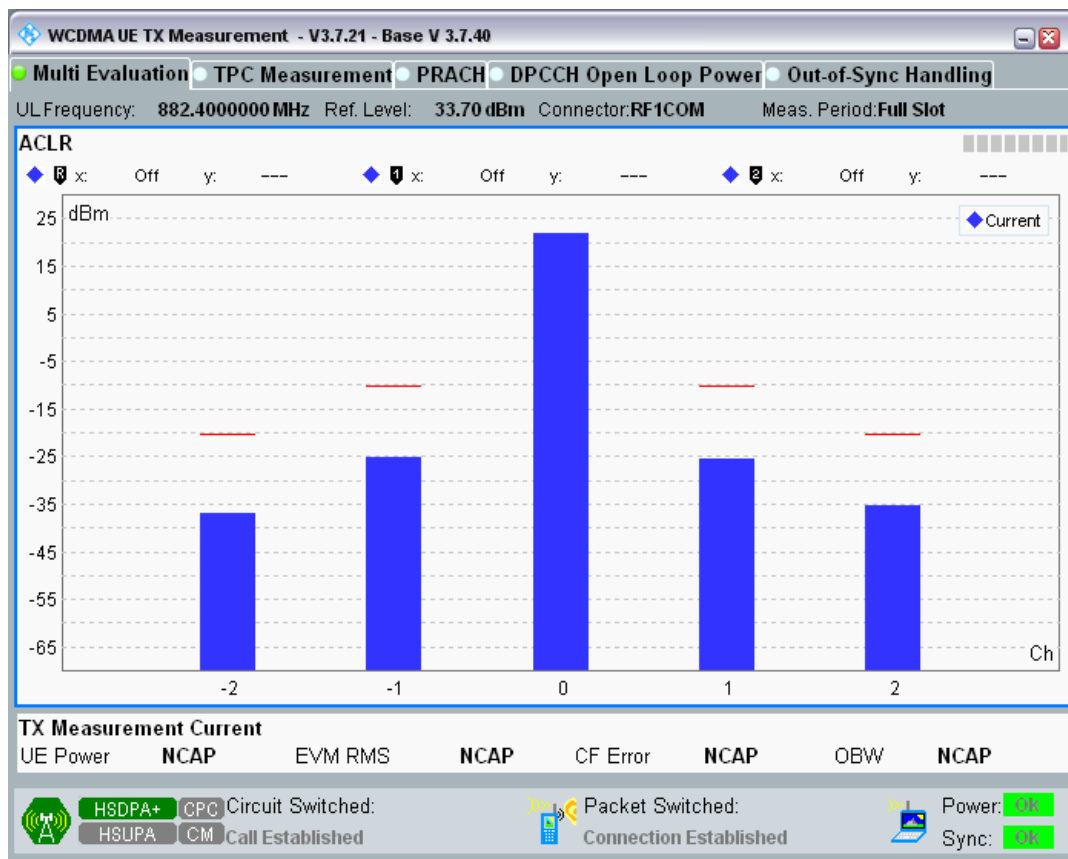 WCDMA UE TX Measurement - V3.7.21 - Base V 3.7.40
Multi Evaluation TPC Measurement PRACH DPCCH Open Loop Power Out-of-Sync Handling
UL Frequency: 882.4000000 MHz Ref. Level: 33.70 dBm Connector:RF1COM Meas. Period:Full Slot
ACLR
R x: Off y: --- 1 x: Off y: --- 2 x: Off y: ---
dBm
Current
25
15
5
-5
-15
-25
-35
-45
-55
-65
Ch
-2 -1 0 1 2
TX Measurement Current
UE Power NCAP EVM RMS NCAP CF Error NCAP OBW NCAP
HSDPA+ CPC Circuit Switched: Packet Switched: Power: OK
HSUPA CM Call Established Connection Established Sync: OK